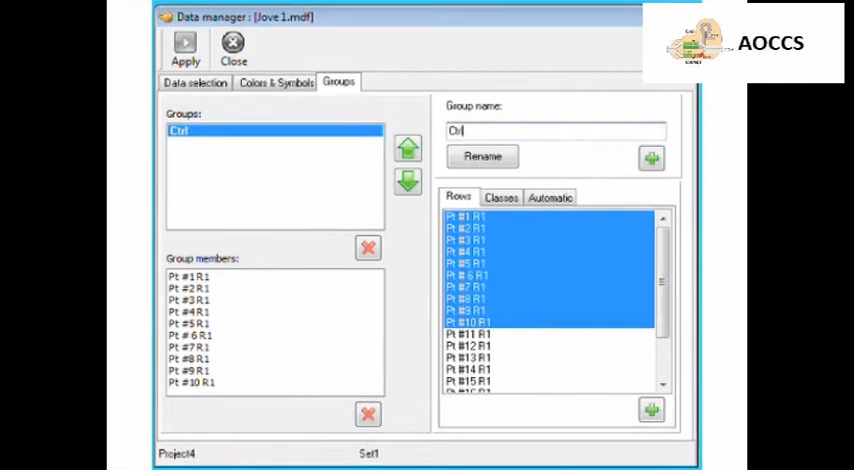 Data manager : [Jove1.mdf]
AOCCS
Apply
Close
Data selection
Colors & Symbols
Groups
Groups:
Ctrl
Group name:
Ctrl
Rename
Rows
Classes
Automatic
Pt #1 R1
Pt #2 R1
Pt #3 R1
Pt #4 R1
Pt #5 R1
Pt # 6 R1
Pt #7 R1
Pt #8 R1
Pt #9 R1
Pt #10 R1
Pt #11 R1
Pt #12 R1
Pt #13 R1
Pt #14 R1
Pt #15 R1
Group members:
Pt #1 R1
Pt #2 R1
Pt #3 R1
Pt #4 R1
Pt #5 R1
Pt # 6 R1
Pt #7 R1
Pt #8 R1
Pt #9 R1
Pt #10 R1
Project4
Set1